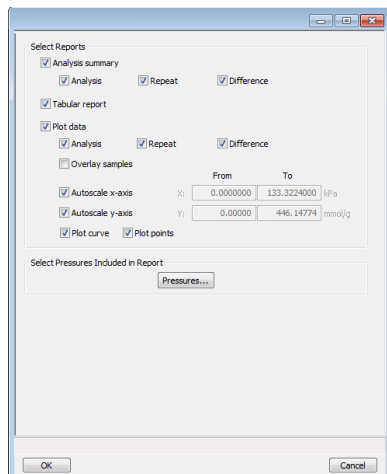 Select Reports
Analysis summary
Analysis Repeat Difference
Tabular report
Plot data
Analysis Repeat Difference
Overlay samples
From To
Autoscale x-axis X: 0.0000000 133.3224000 kPa
Autoscale y-axis Y: 0.00000 446.14774 mmol/g
Plot curve Plot points
Select Pressures Included in Report
Pressures...
OK Cancel